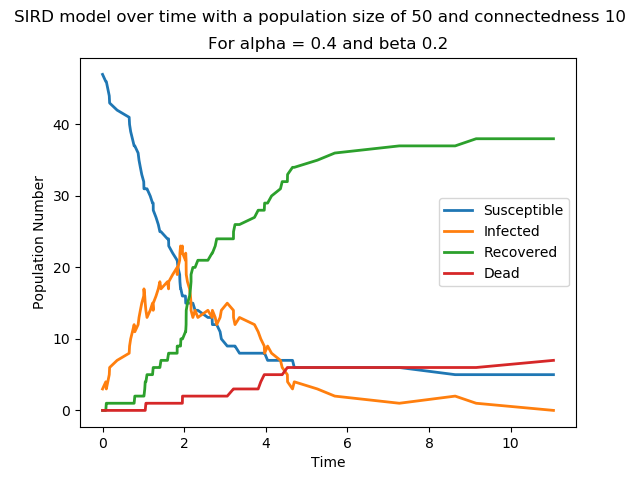 SIRD model over time with a population size of 50 and connectedness 10
For alpha = 0.4 and beta 0.2
Population Number
40
30
20
10
0
Susceptible
Infected
Recovered
Dead
0 2 4 6 8 10
Time